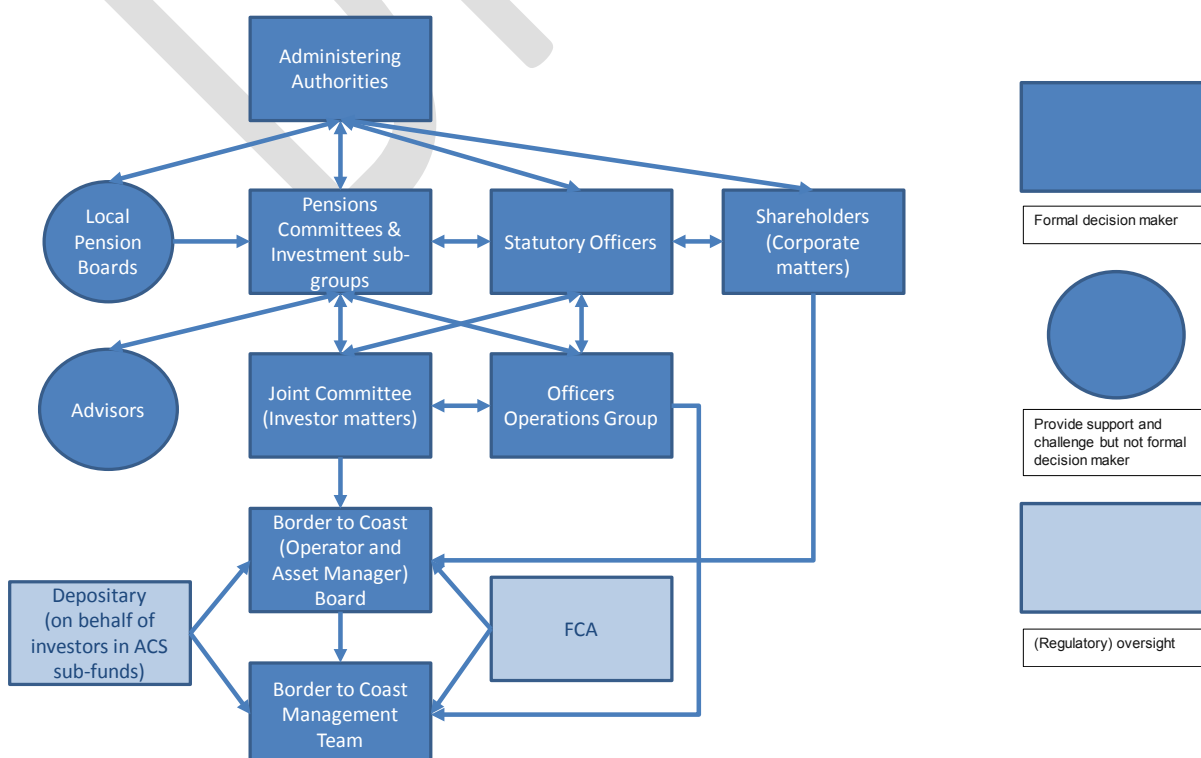 Administering
Authorities
Local
Pension
Boards
Pensions
Committees &
Investment sub-
groups
Statutory Officers
Shareholders
(Corporate
matters)
Advisors
Joint Committee
(Investor matters)
Officers
Operations Group
Border to Coast
(Operator and
Asset Manager)
Board
Depositary
(on behalf of
investors in ACS
sub-funds)
FCA
Border to Coast
Management
Team
Formal decision maker
Provide support and
challenge but not formal
decision maker
(Regulatory) oversight